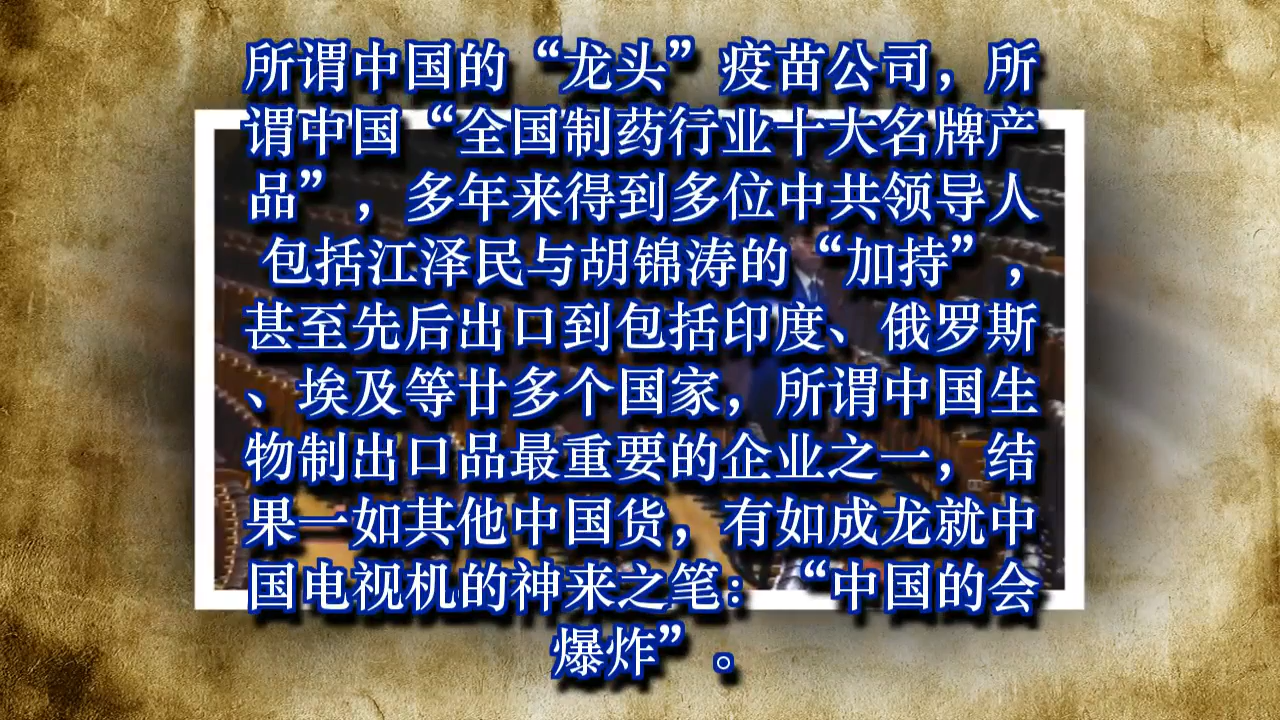 所谓中国的“龙头”疫苗公司，所
谓中国“全国制药行业十大名牌产
品”，多年来得到多位中共领导人
包括江泽民与胡锦涛的“加持”，
甚至先后出口到包括印度、俄罗斯
、埃及等廿多个国家，所谓中国生
物制出口品最重要的企业之一，结
果一如其他中国货，有如成龙就中
国电视机的神来之笔：“中国的会
爆炸”。